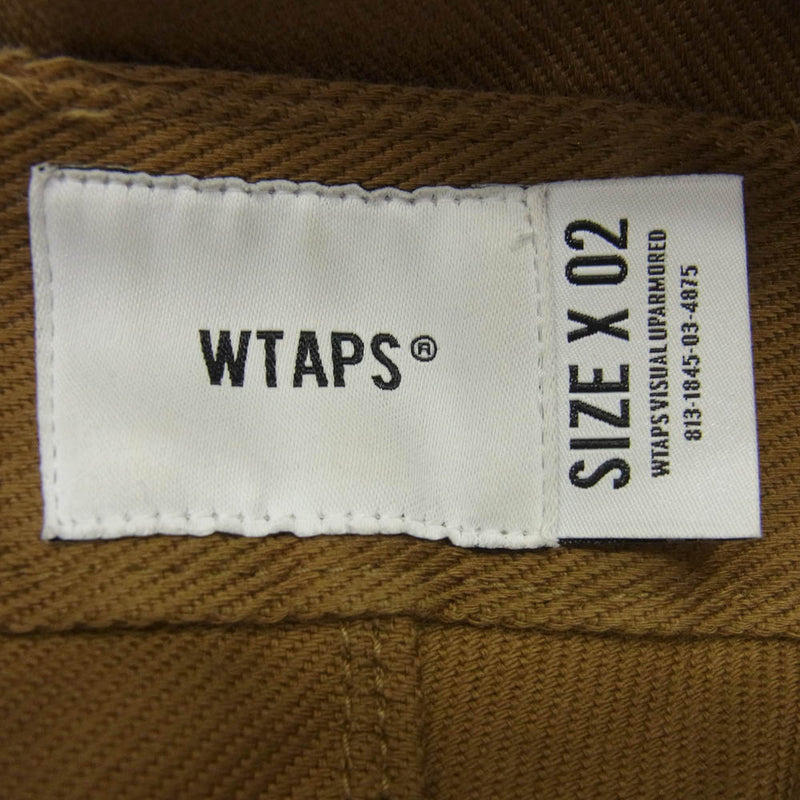 WTAPS®
SIZE X 02
WTAPS VISUAL UPARMORED
813-1845-03-4875